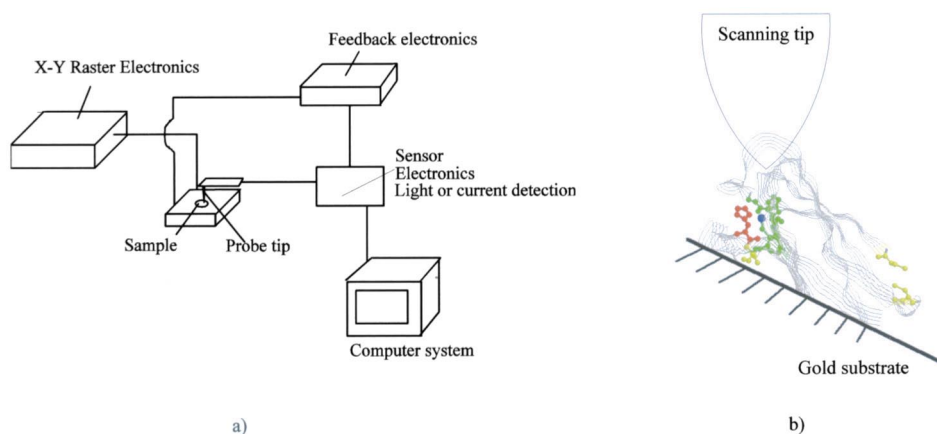 Feedback electronics
X-Y Raster Electronics
Scanning tip
Sensor
Electronics
Light or current detection
Sample
Probe tip
Computer system
Gold substrate
a)
b)